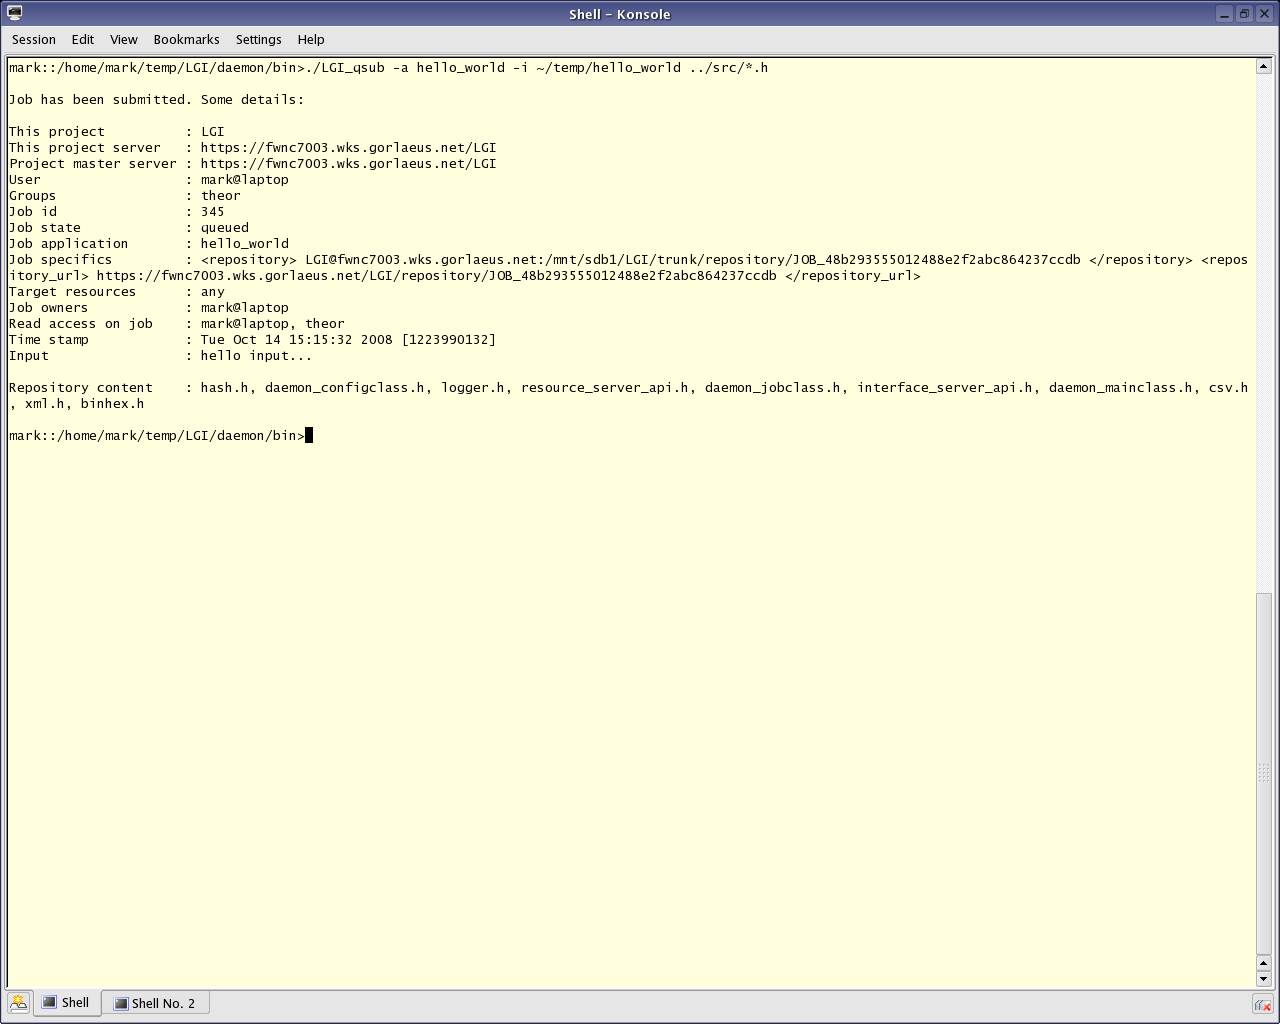 Shell – Konsole
Session Edit View Bookmarks Settings Help
mark::/home/mark/temp/LGI/daemon/bin>./LGI_qsub -a hello_world -i ~/temp/hello_world ../src/*.h
Job has been submitted. Some details:
This project : LGI
This project server : https://fwnc7003.wks.gorlaeus.net/LGI
Project master server : https://fwnc7003.wks.gorlaeus.net/LGI
User : mark@laptop
Groups : theor
Job id : 345
Job state : queued
Job application : hello_world
Job specifics : <repository> LGI@fwnc7003.wks.gorlaeus.net:/mnt/sdb1/LGI/trunk/repository/JOB_48b293555012488e2f2abc864237ccdb </repository> <repos
itory_url> https://fwnc7003.wks.gorlaeus.net/LGI/repository/JOB_48b293555012488e2f2abc864237ccdb </repository_url>
Target resources : any
Job owners : mark@laptop
Read access on job : mark@laptop, theor
Time stamp : Tue Oct 14 15:15:32 2008 [1223990132]
Input : hello input...
Repository content : hash.h, daemon_configclass.h, logger.h, resource_server_api.h, daemon_jobclass.h, interface_server_api.h, daemon_mainclass.h, csv.h
, xml.h, binhex.h
mark::/home/mark/temp/LGI/daemon/bin>
Shell Shell No. 2